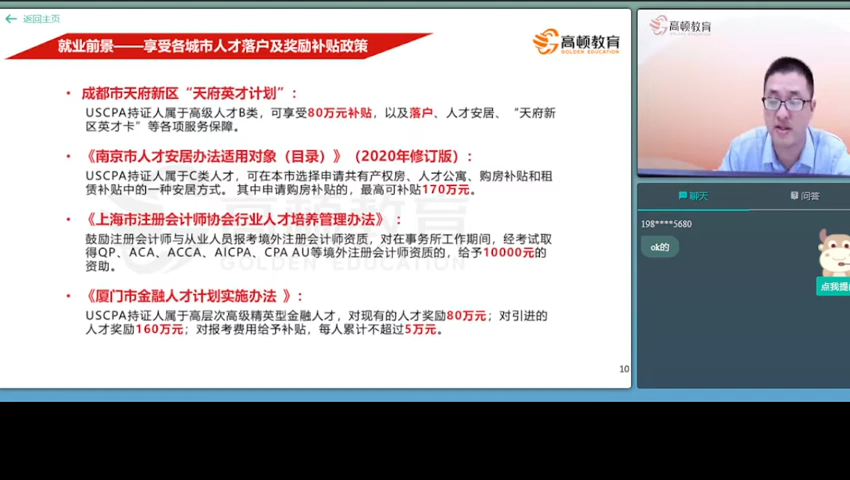 返回主页
就业前景——享受各城市人才落户及奖励补贴政策
高顿教育
GOLDEN EDUCATION
• 成都市天府新区“天府英才计划”：
USCPA持证人属于高级人才B类，可享受80万元补贴，以及落户、人才安居、“天府新
区英才卡”等各项服务保障。
• 《南京市人才安居办法适用对象（目录）》（2020年修订版）：
USCPA持证人属于C类人才，可在本市选择申请共有产权房、人才公寓、购房补贴和租
赁补贴中的一种安居方式。 其中申请购房补贴的，最高可补贴170万元。
• 《上海市注册会计师协会行业人才培养管理办法》 ：
鼓励注册会计师与从业人员报考境外注册会计师资质，对在事务所工作期间，经考试取
得QP、ACA、ACCA、AICPA、CPA AU等境外注册会计师资质的，给予10000元的
资助。
• 《厦门市金融人才计划实施办法 》：
USCPA持证人属于高层次高级精英型金融人才，对现有的人才奖励80万元；对引进的
人才奖励160万元；对报考费用给予补贴，每人累计不超过5万元。
高顿教育
GOLDEN EDUCATION
10
高顿教育
聊天
问答
198****5680
ok的
点我提